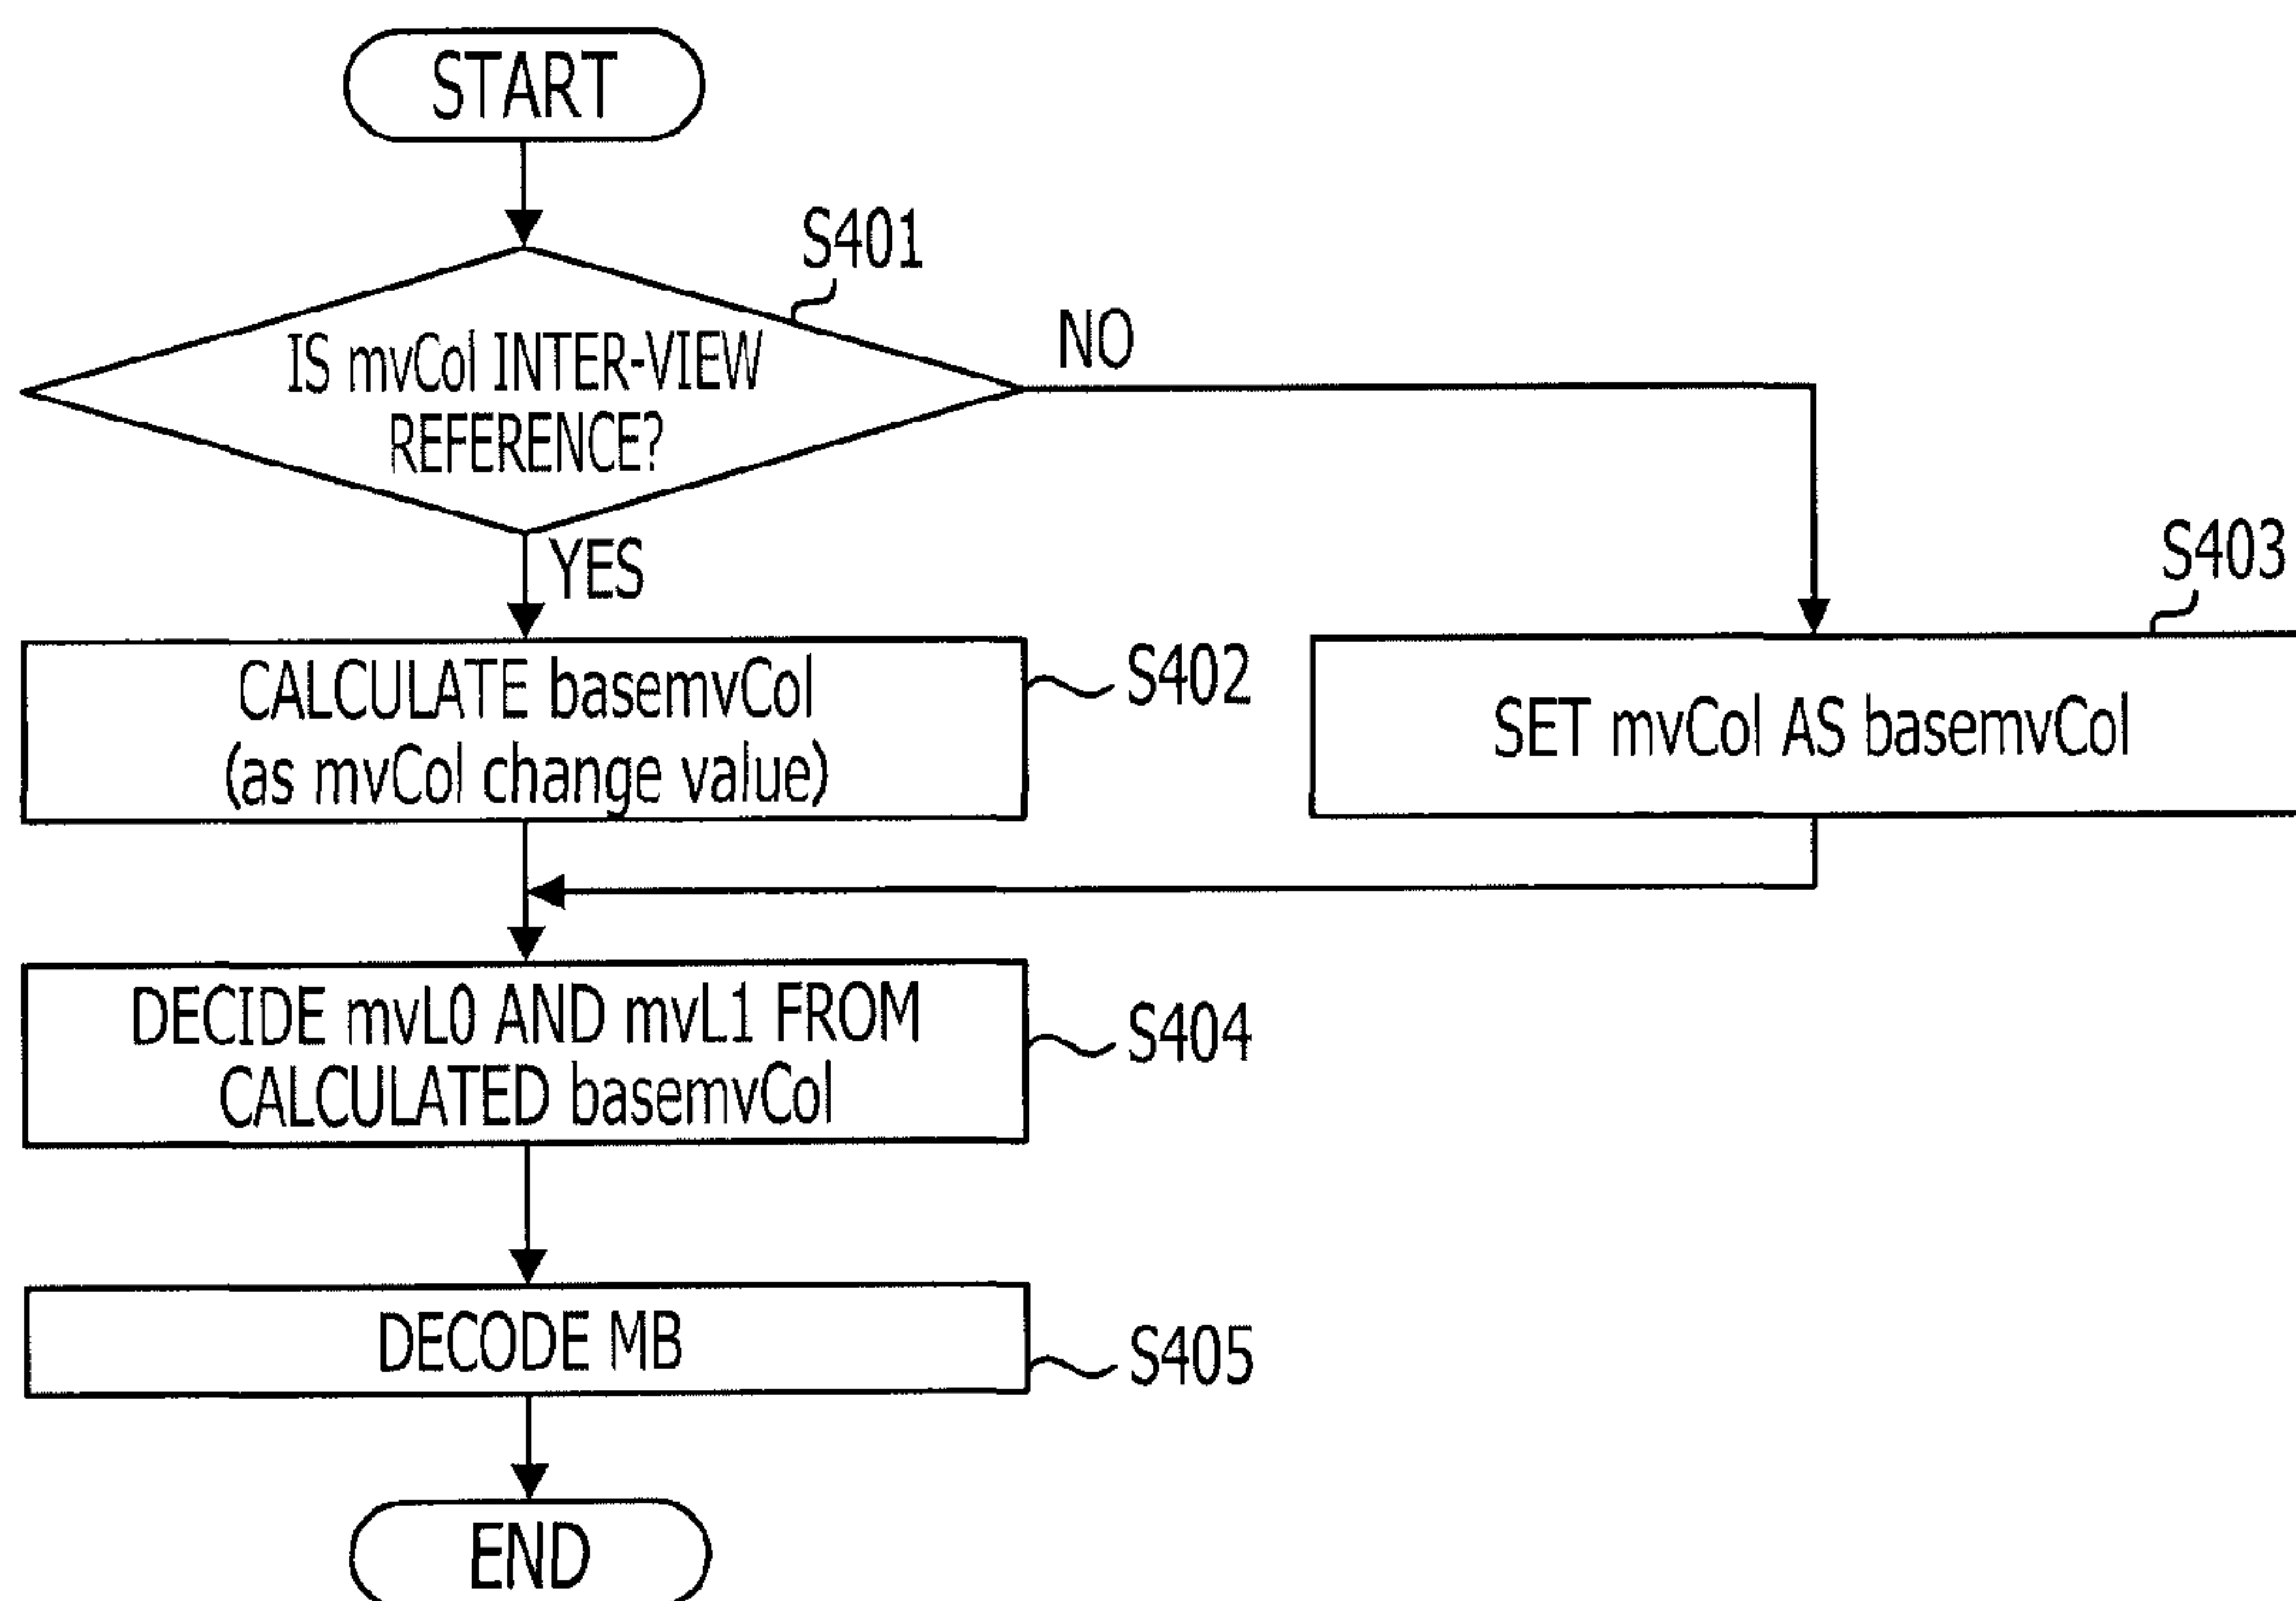 START
S401
IS mvCol INTER-VIEW
REFERENCE?
NO
YES
S403
CALCULATE basemvCol
(as mvCol change value)
S402
SET mvCol AS basemvCol
DECIDE mvL0 AND mvL1 FROM
CALCULATED basemvCol
S404
DECODE MB
S405
END